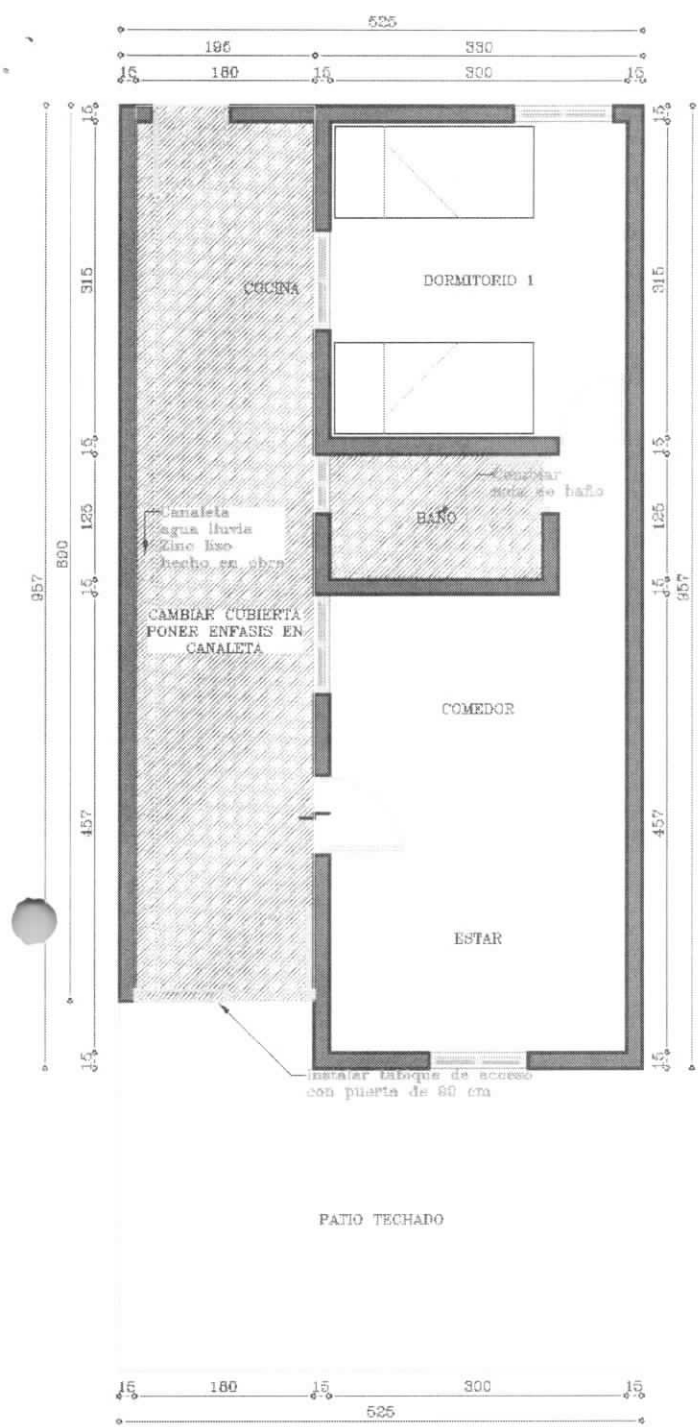 525
195 330
15 180 15 300 15
15
315
15
125
15
457
15
890
957
15
315
15
125
15
457
15
957
COCINA
DORMITORIO 1
Cambiar
de baño
BAÑO
Canaleta
agua lluvia
Zinc liso
hecho en obra
CAMBIAR CUBIERTA
PONER ENFASIS EN
CANALETA
COMEDOR
ESTAR
Instalar tabique de acceso
con puerta de 80 cm
PATIO TECHADO
15 180 15 300 15
525